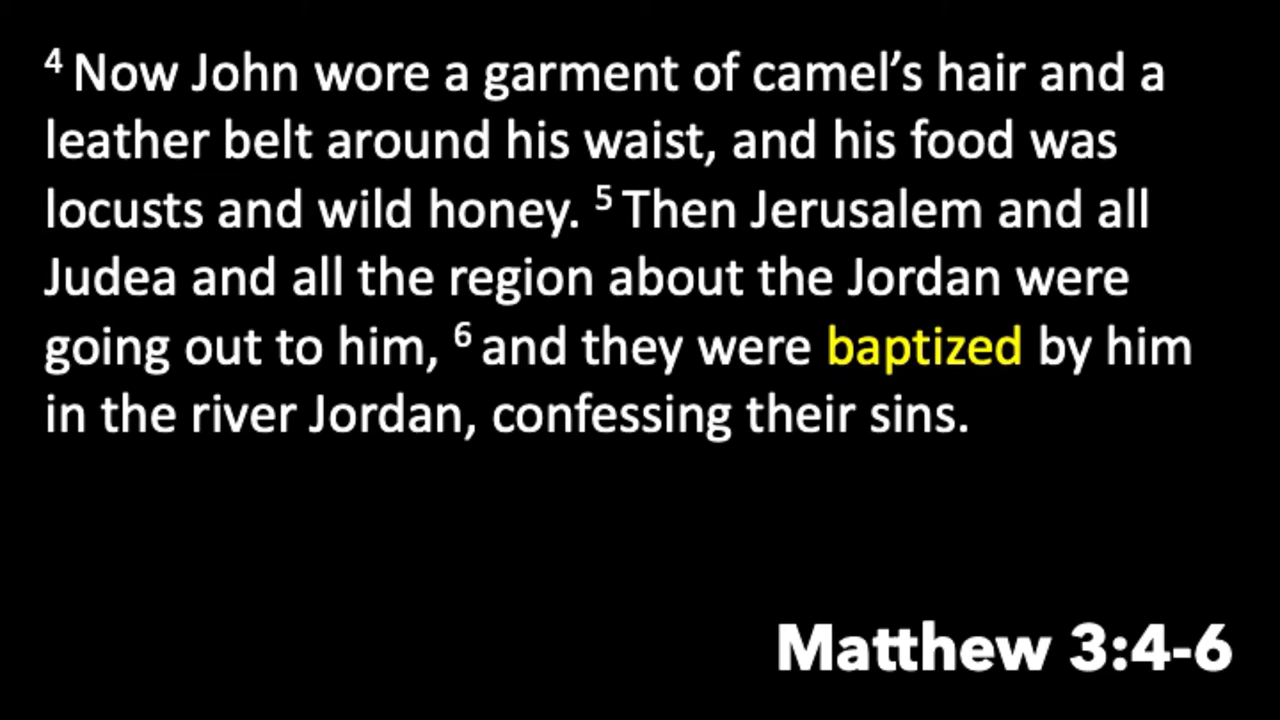 4 Now John wore a garment of camel’s hair and a
leather belt around his waist, and his food was
locusts and wild honey. 5 Then Jerusalem and all
Judea and all the region about the Jordan were
going out to him, 6 and they were baptized by him
in the river Jordan, confessing their sins.
Matthew 3:4-6